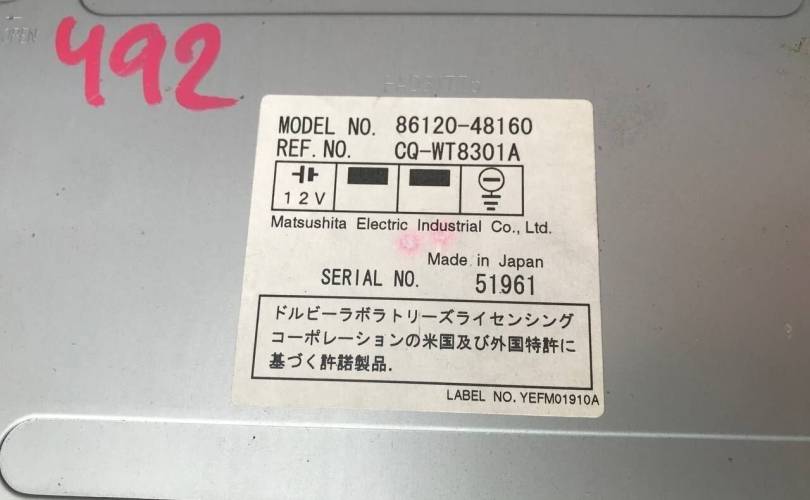 OPEN
492
MODEL NO. 86120-48160
REF. NO. CQ-WT8301A
12V
Matsushita Electric Industrial Co., Ltd.
Made in Japan
SERIAL NO. 51961
ドルビーラボラトリーズライセンシング
コーポレーションの米国及び外国特許に
基づく許諾製品.
LABEL NO. YEFM01910A